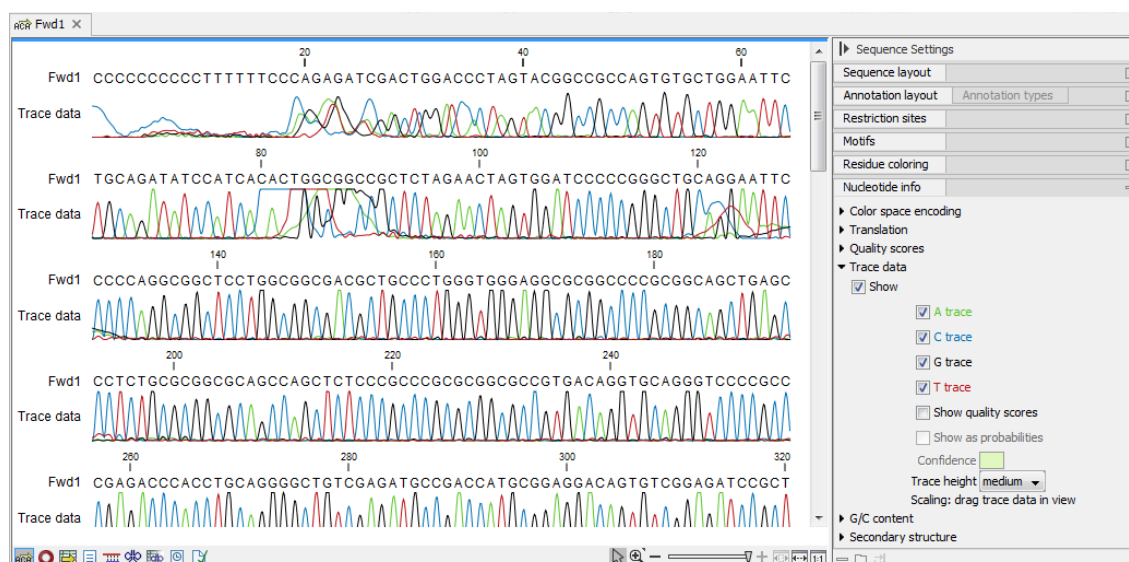 Fwd1
20 40 60
Fwd1 CCCCCCCCCCTTTTTTCCCAGAGATCGACTGGACCCTAGTACGGCCGCCAGTGTGCTGGAATTC
Trace data
80 100 120
Fwd1 TGCAGATATCCATCACACTGGCGGCCGCTCTAGAACTAGTGGATCCCCCGGGCTGCAGGAATTC
Trace data
140 160 180
Fwd1 CCCCAGGCGGCTCCTGGCGGCGACGCTGCCCTGGGTGGGAGGCGCGGCCCCGCGGCAGCTGAGC
Trace data
200 220 240
Fwd1 CCTCTGCGCGGCGCAGCCAGCTCTCCCGCCCGCGCGGCGCCGTGACAGGTGCAGGGTCCCCGCC
Trace data
260 280 300 320
Fwd1 CGAGACCCACCTGCAGGGGCTGTCGAGATGCCGACCATGCGGAGGACAGTGTCGGAGATCCGCT
Trace data
Sequence Settings
Sequence layout
Annotation layout Annotation types
Restriction sites
Motifs
Residue coloring
Nucleotide info
Color space encoding
Translation
Quality scores
Trace data
Show
A trace
C trace
G trace
T trace
Show quality scores
Show as probabilities
Confidence
Trace height medium
Scaling: drag trace data in view
G/C content
Secondary structure
1:1